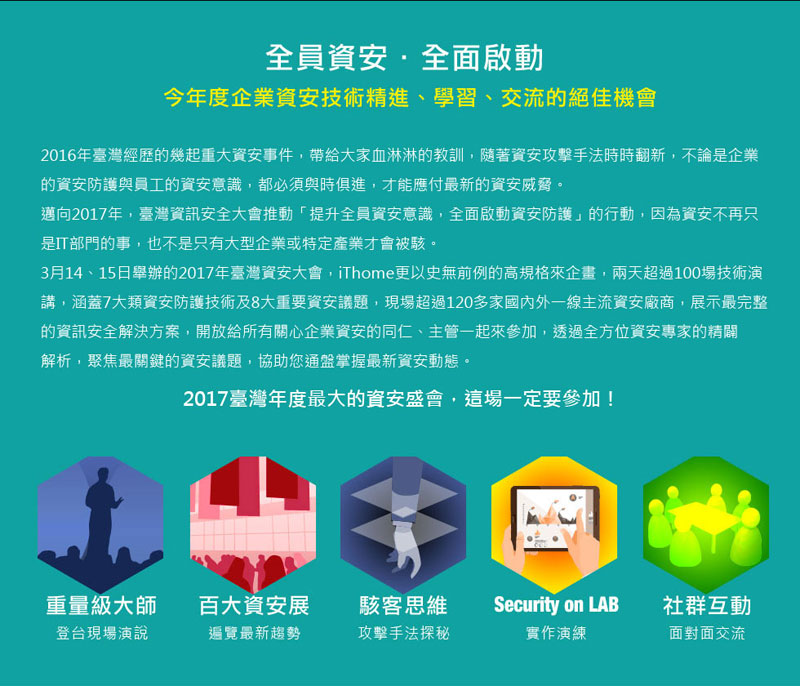 全員資安．全面啟動
今年度企業資安技術精進、學習、交流的絕佳機會
2016年臺灣經歷的幾起重大資安事件，帶給大家血淋淋的教訓，隨著資安攻擊手法時時翻新，不論是企業
的資安防護與員工的資安意識，都必須與時俱進，才能應付最新的資安威脅。
邁向2017年，臺灣資訊安全大會推動「提升全員資安意識，全面啟動資安防護」的行動，因為資安不再只
是IT部門的事，也不是只有大型企業或特定產業才會被駭。
3月14、15日舉辦的2017年臺灣資安大會，iThome更以史無前例的高規格來企畫，兩天超過100場技術演
講，涵蓋7大類資安防護技術及8大重要資安議題，現場超過120多家國內外一線主流資安廠商，展示最完整
的資訊安全解決方案，開放給所有關心企業資安的同仁、主管一起來參加，透過全方位資安專家的精闢
解析，聚焦最關鍵的資安議題，協助您通盤掌握最新資安動態。
2017臺灣年度最大的資安盛會，這場一定要參加！
重量級大師
登台現場演說
百大資安展
遍覽最新趨勢
駭客思維
攻擊手法探秘
Security on LAB
實作演練
社群互動
面對面交流